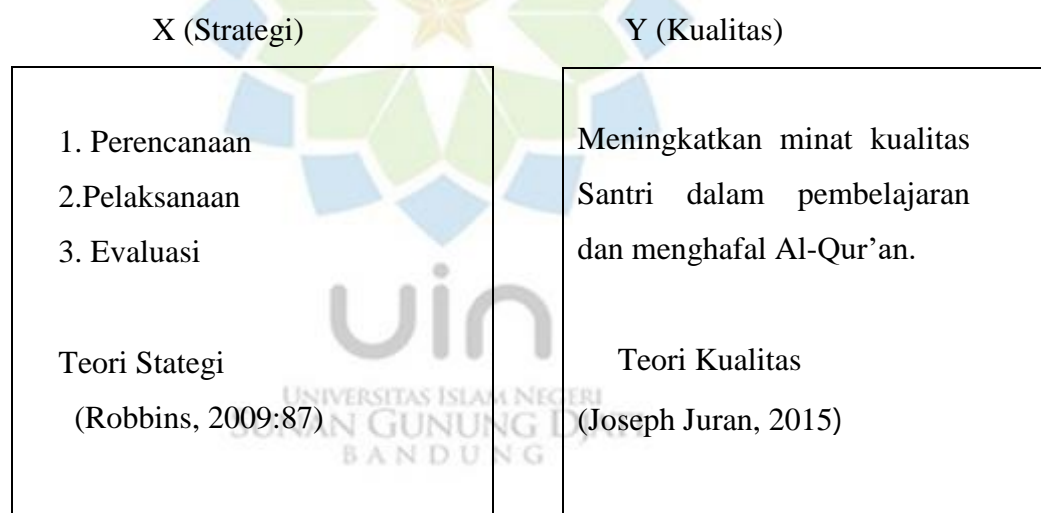 X (Strategi)
Y (Kualitas)
1. Perencanaan
2.Pelaksanaan
3. Evaluasi
Teori Stategi
(Robbins, 2009:87)
Meningkatkan minat kualitas
Santri dalam pembelajaran
dan menghafal Al-Qur’an.
Teori Kualitas
(Joseph Juran, 2015)
uin
UNIVERSITAS ISLAM NEGERI
SUNAN GUNUNG DJATI
BANDUNG